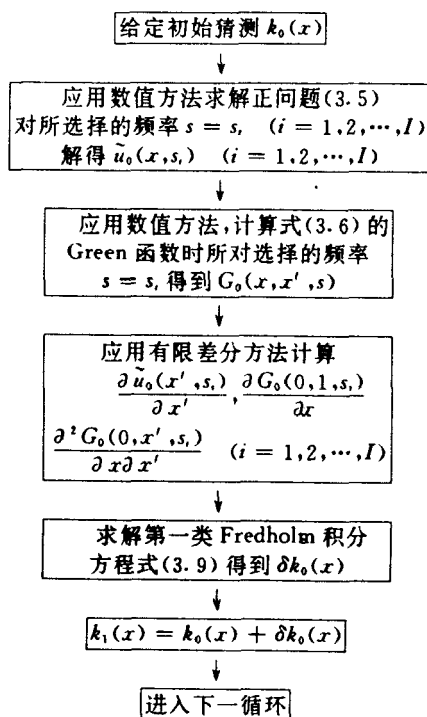 给定初始猜测 k₀(x)
应用数值方法求解正问题(3.5)
对所选择的频率 s = sᵢ (i = 1,2,⋯,I)
解得 ũ₀(x,sᵢ) (i = 1,2,⋯,I)
应用数值方法,计算式(3.6)的
Green 函数时所对选择的频率
s = sᵢ 得到 G₀(x,x′,s)
应用有限差分方法计算
∂ũ₀(x′,sᵢ)/∂x′, ∂G₀(0,1,sᵢ)/∂x
∂²G₀(0,x′,sᵢ)/∂x∂x′ (i = 1,2,⋯,I)
求解第一类 Fredholm 积分
方程式(3.9)得到 δk₀(x)
k₁(x) = k₀(x) + δk₀(x)
进入下一循环